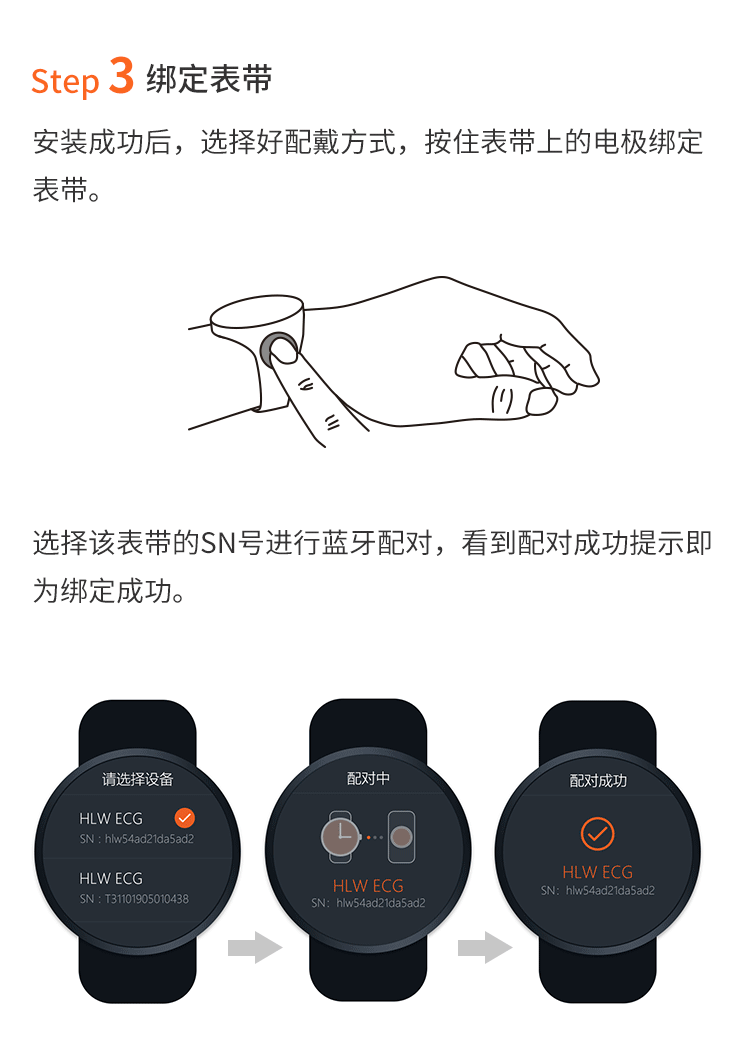 Step 3 绑定表带
安装成功后，选择好配戴方式，按住表带上的电极绑定
表带。
选择该表带的SN号进行蓝牙配对，看到配对成功提示即
为绑定成功。
请选择设备
HLW ECG
SN：hlw54ad21da5ad2
HLW ECG
SN：T31101905010438
配对中
HLW ECG
SN：hlw54ad21da5ad2
配对成功
HLW ECG
SN：hlw54ad21da5ad2